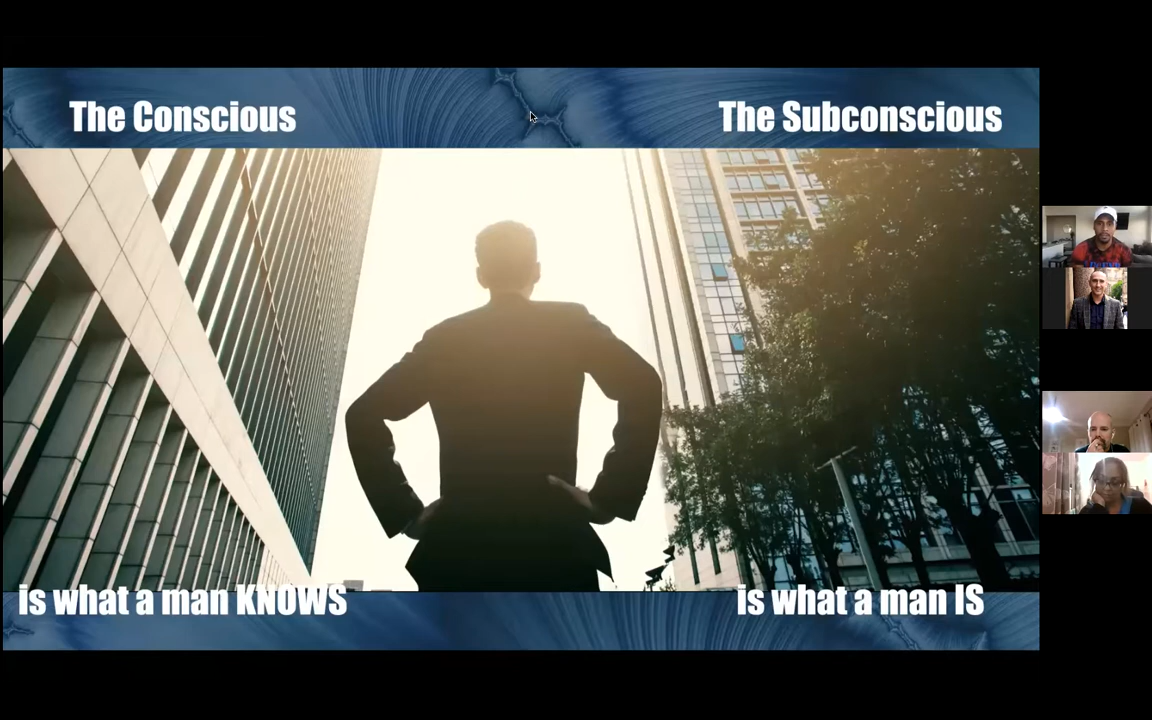 The Conscious
The Subconscious
is what a man KNOWS
is what a man IS